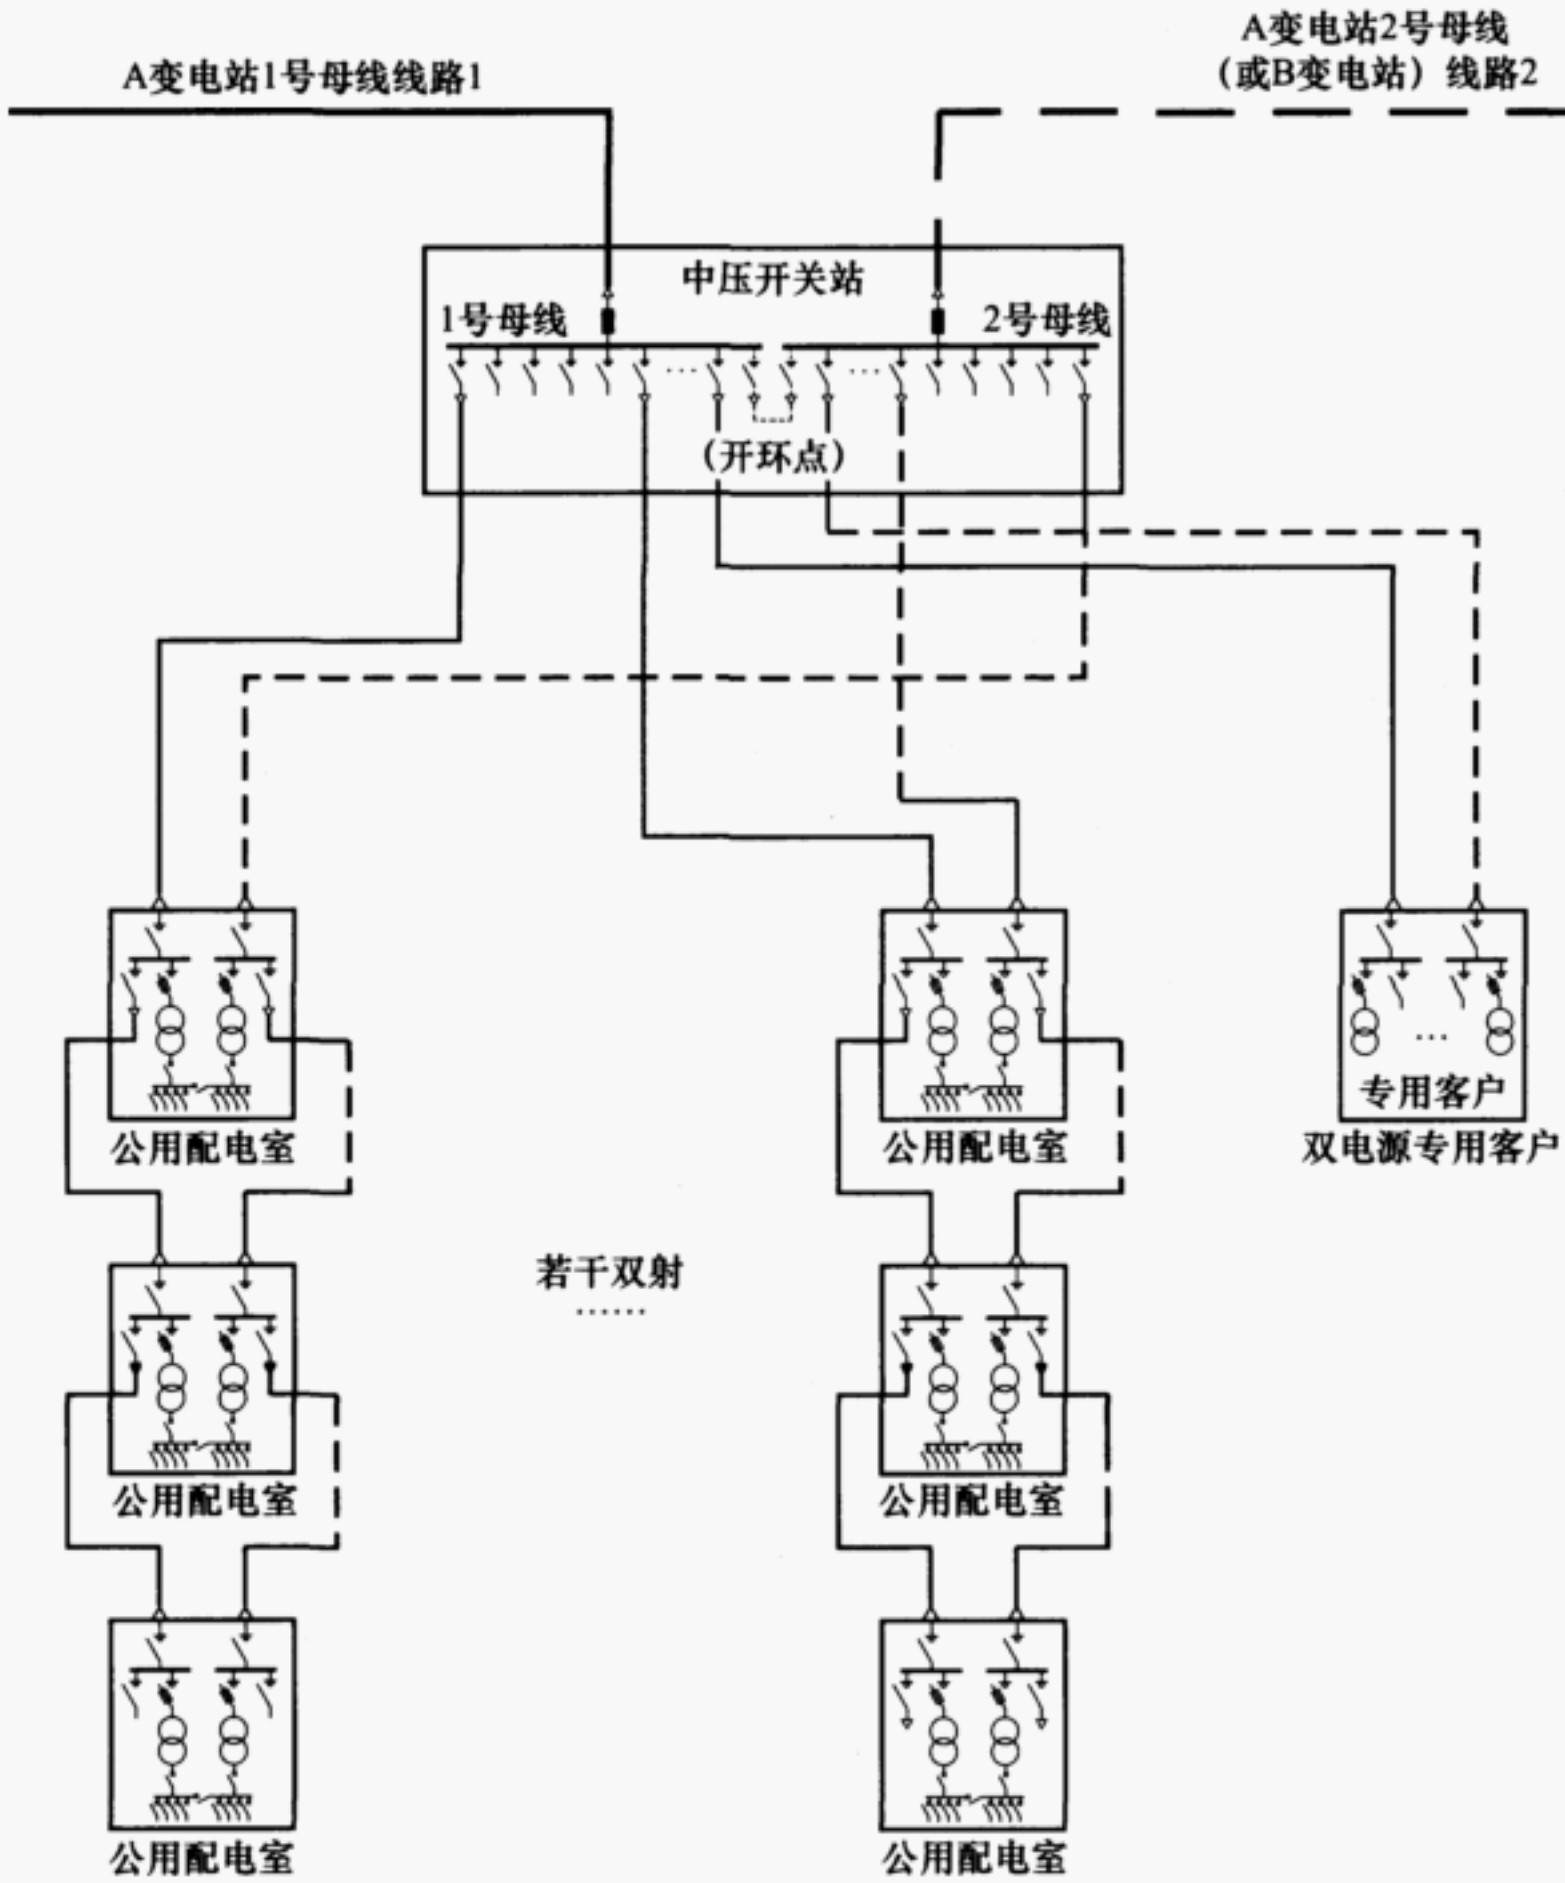 A变电站1号母线线路1
A变电站2号母线
（或B变电站）线路2
中压开关站
1号母线
2号母线
...
...
（开环点）
...
专用客户
公用配电室
公用配电室
双电源专用客户
若干双射
......
公用配电室
公用配电室
公用配电室
公用配电室